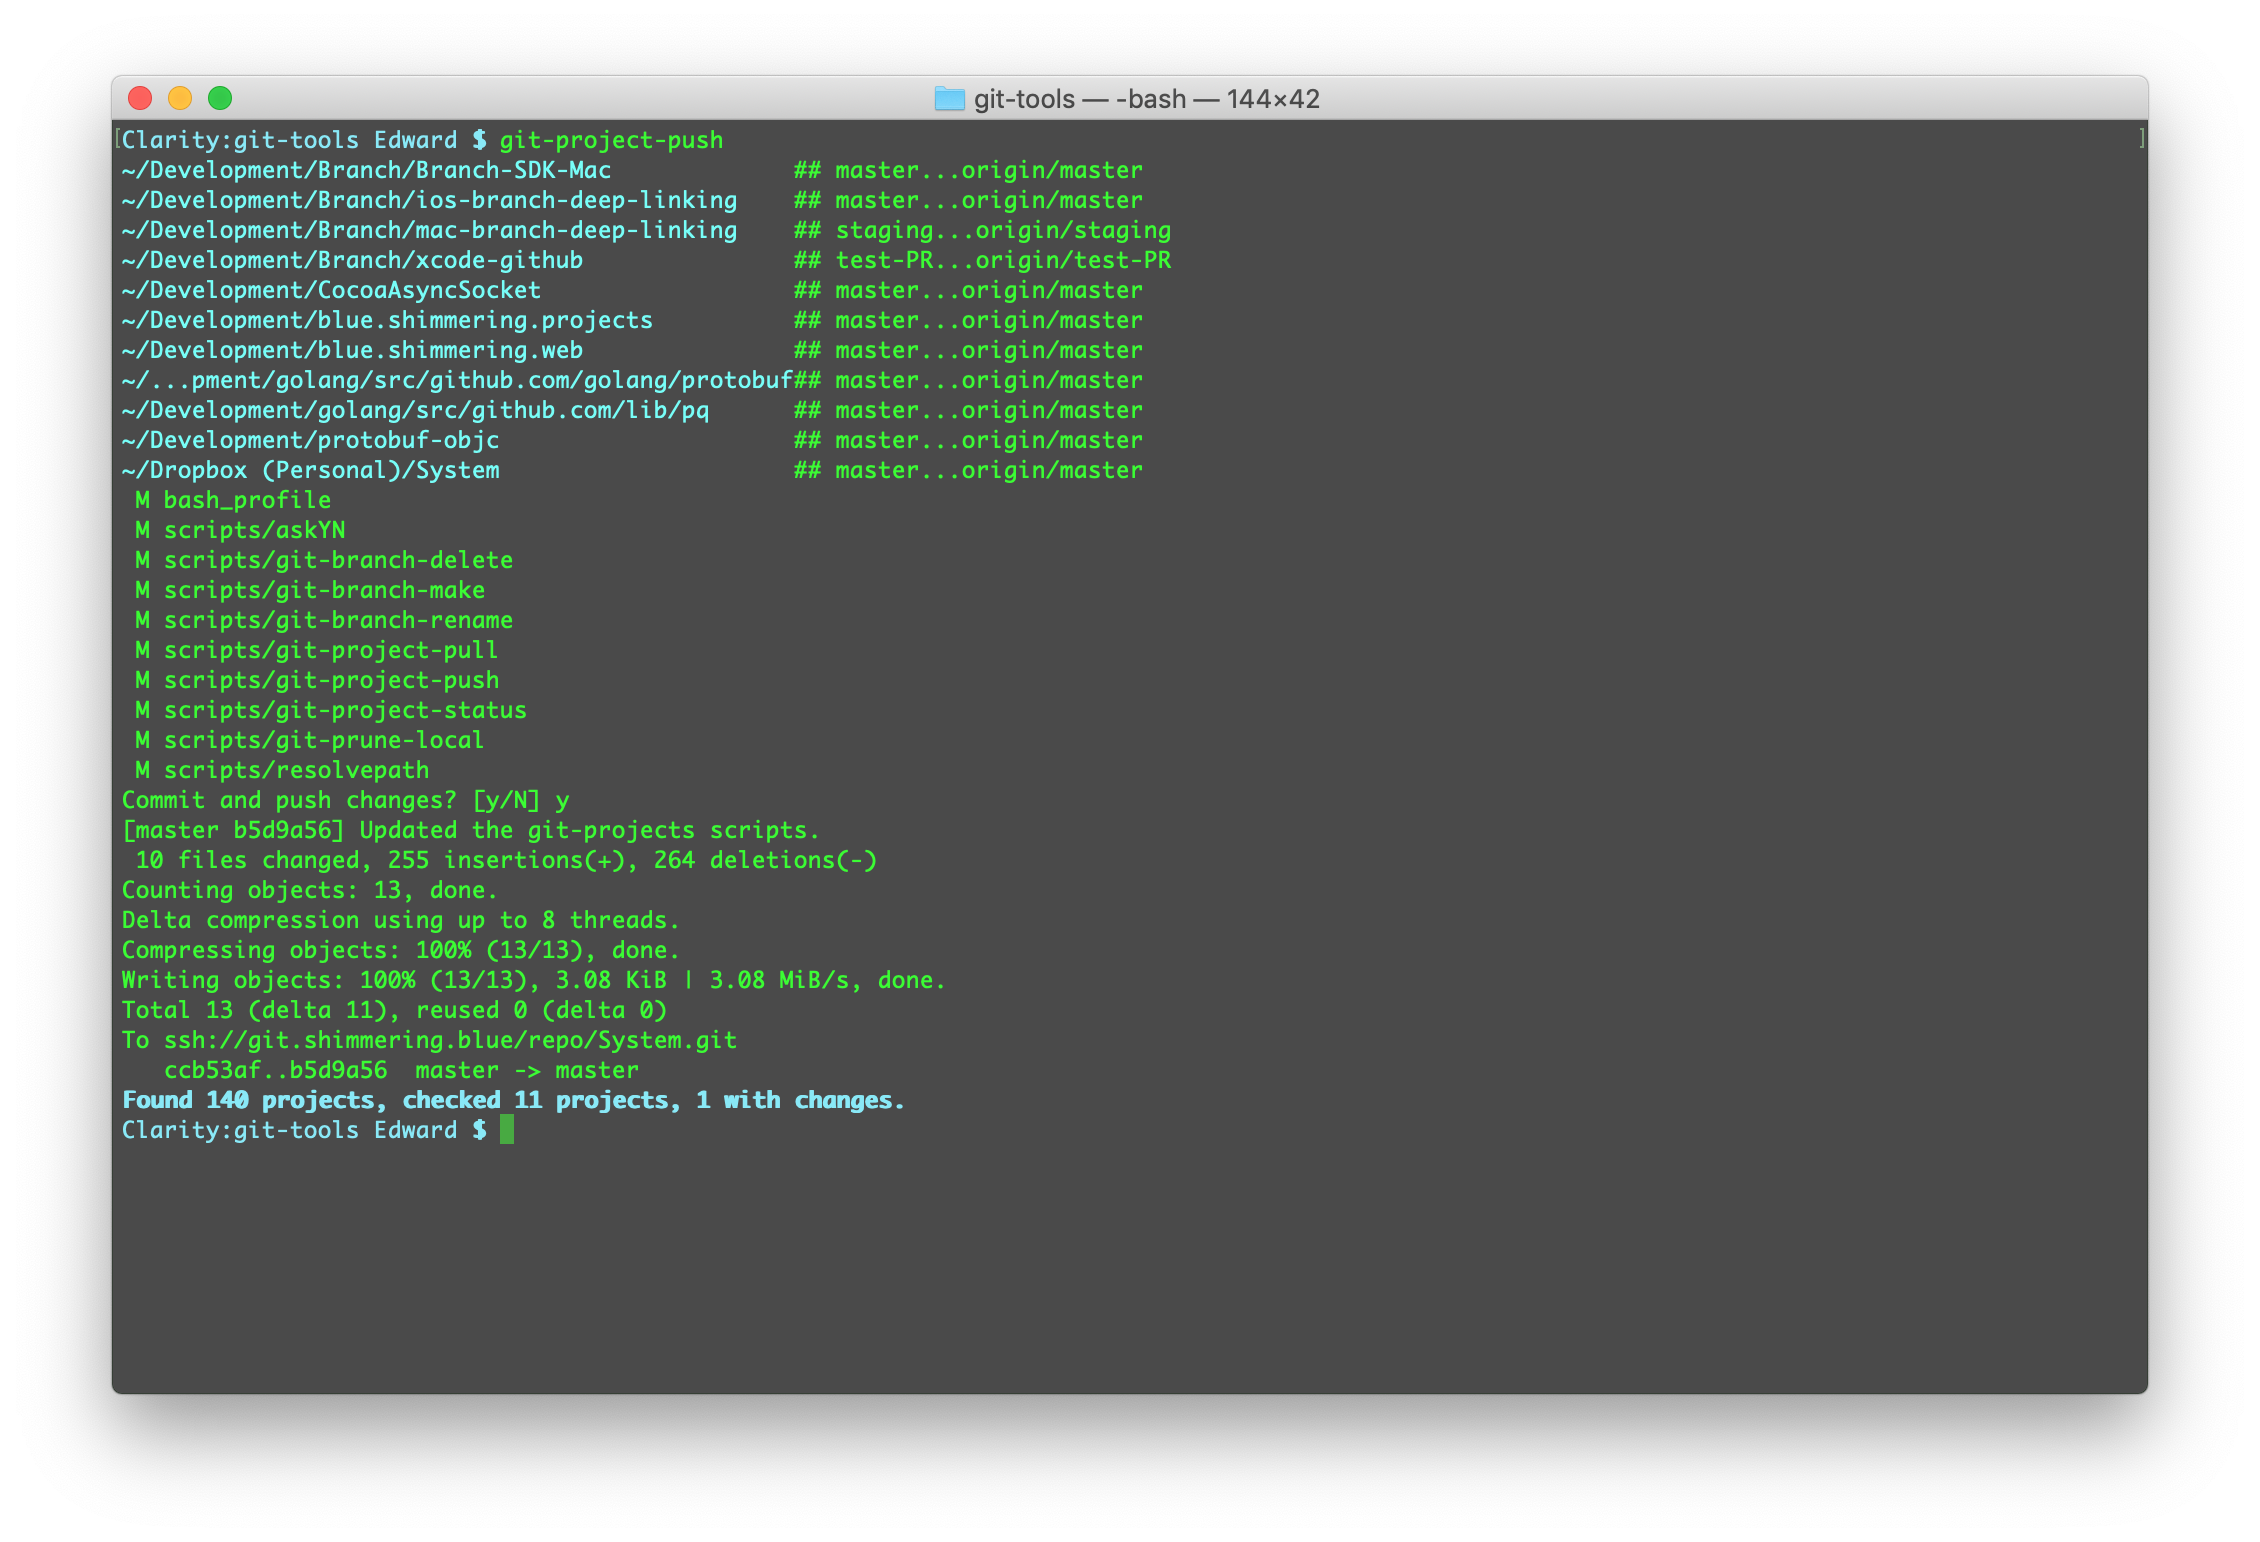 git-tools — -bash — 144×42
[Clarity:git-tools Edward $ git-project-push ]
~/Development/Branch/Branch-SDK-Mac             ## master...origin/master
~/Development/Branch/ios-branch-deep-linking    ## master...origin/master
~/Development/Branch/mac-branch-deep-linking    ## staging...origin/staging
~/Development/Branch/xcode-github               ## test-PR...origin/test-PR
~/Development/CocoaAsyncSocket                  ## master...origin/master
~/Development/blue.shimmering.projects          ## master...origin/master
~/Development/blue.shimmering.web               ## master...origin/master
~/...pment/golang/src/github.com/golang/protobuf## master...origin/master
~/Development/golang/src/github.com/lib/pq      ## master...origin/master
~/Development/protobuf-objc                     ## master...origin/master
~/Dropbox (Personal)/System                     ## master...origin/master
 M bash_profile
 M scripts/askYN
 M scripts/git-branch-delete
 M scripts/git-branch-make
 M scripts/git-branch-rename
 M scripts/git-project-pull
 M scripts/git-project-push
 M scripts/git-project-status
 M scripts/git-prune-local
 M scripts/resolvepath
Commit and push changes? [y/N] y
[master b5d9a56] Updated the git-projects scripts.
 10 files changed, 255 insertions(+), 264 deletions(-)
Counting objects: 13, done.
Delta compression using up to 8 threads.
Compressing objects: 100% (13/13), done.
Writing objects: 100% (13/13), 3.08 KiB | 3.08 MiB/s, done.
Total 13 (delta 11), reused 0 (delta 0)
To ssh://git.shimmering.blue/repo/System.git
   ccb53af..b5d9a56  master -> master
Found 140 projects, checked 11 projects, 1 with changes.
Clarity:git-tools Edward $